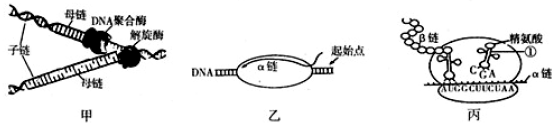 母链
DNA聚合酶
解旋酶
子链
母链
甲
起始点
α链
DNA
乙
β链
精氨酸
①
C G A
α链
AUGGCUUCUAA
丙